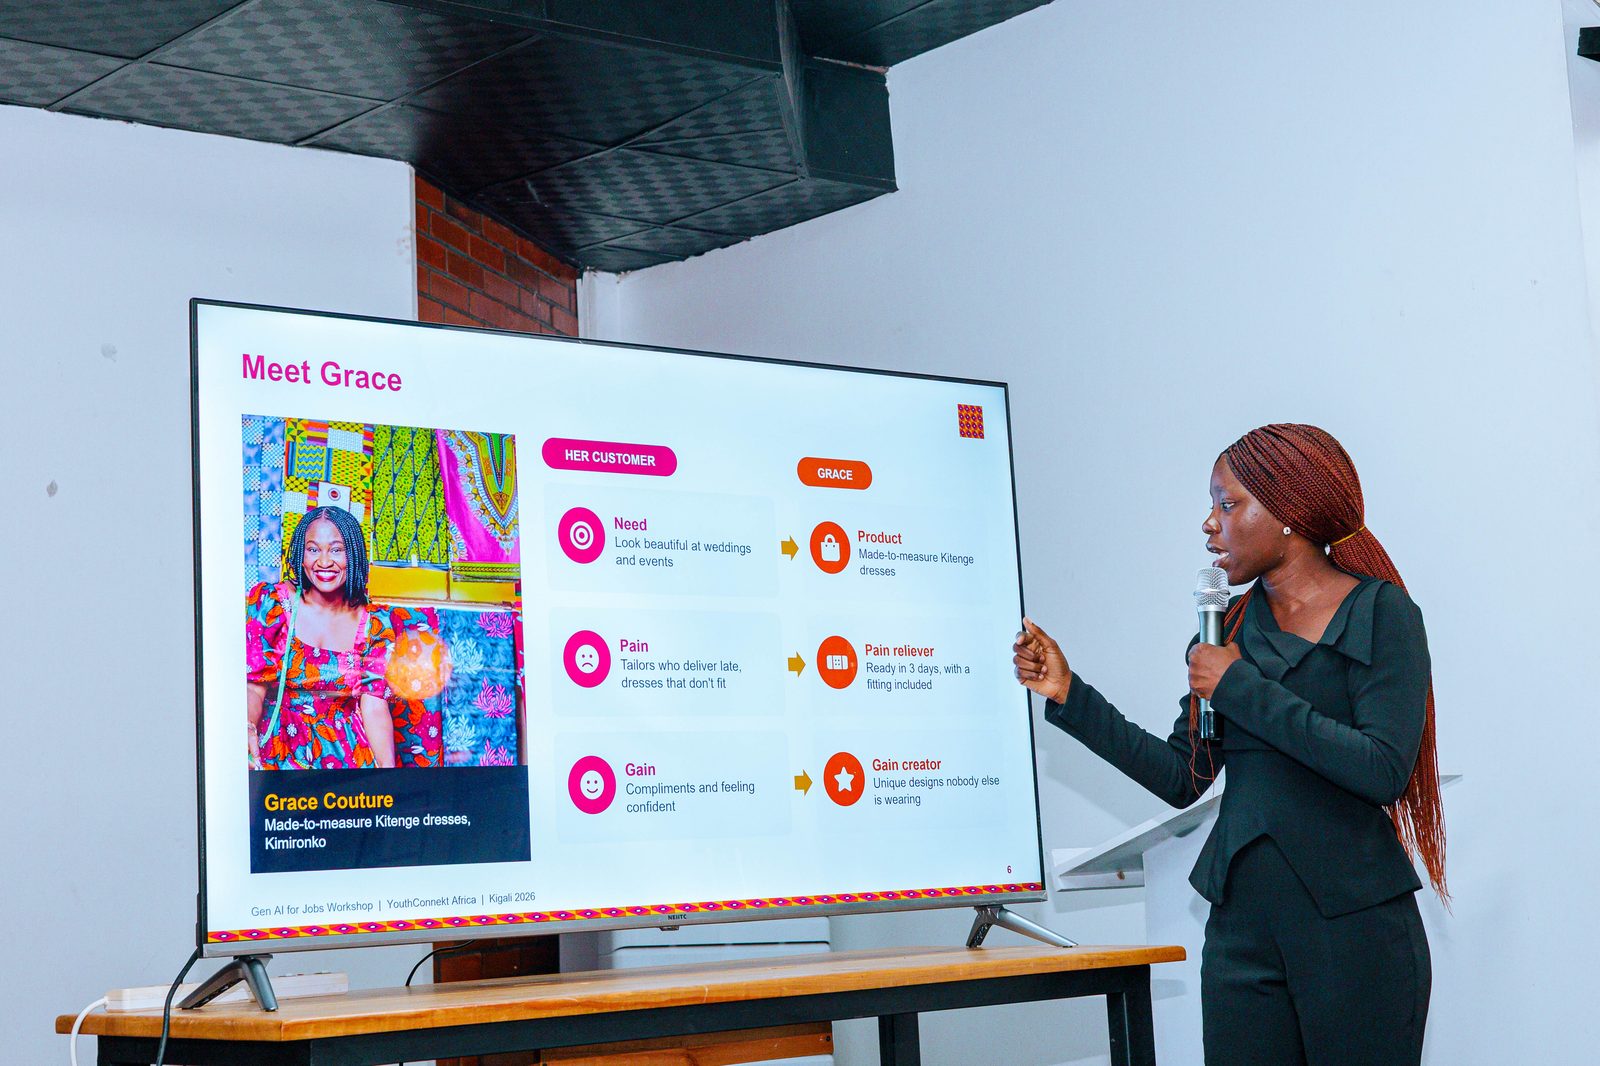 Meet Grace
HER CUSTOMER
GRACE
Need
Look beautiful at weddings
and events
Product
Made-to-measure Kitenge
dresses
Pain
Tailors who deliver late,
dresses that don't fit
Pain reliever
Ready in 3 days, with a
fitting included
Gain
Compliments and feeling
confident
Gain creator
Unique designs nobody else
is wearing
Grace Couture
Made-to-measure Kitenge dresses,
Kimironko
6
Gen AI for Jobs Workshop | YouthConnekt Africa | Kigali 2026